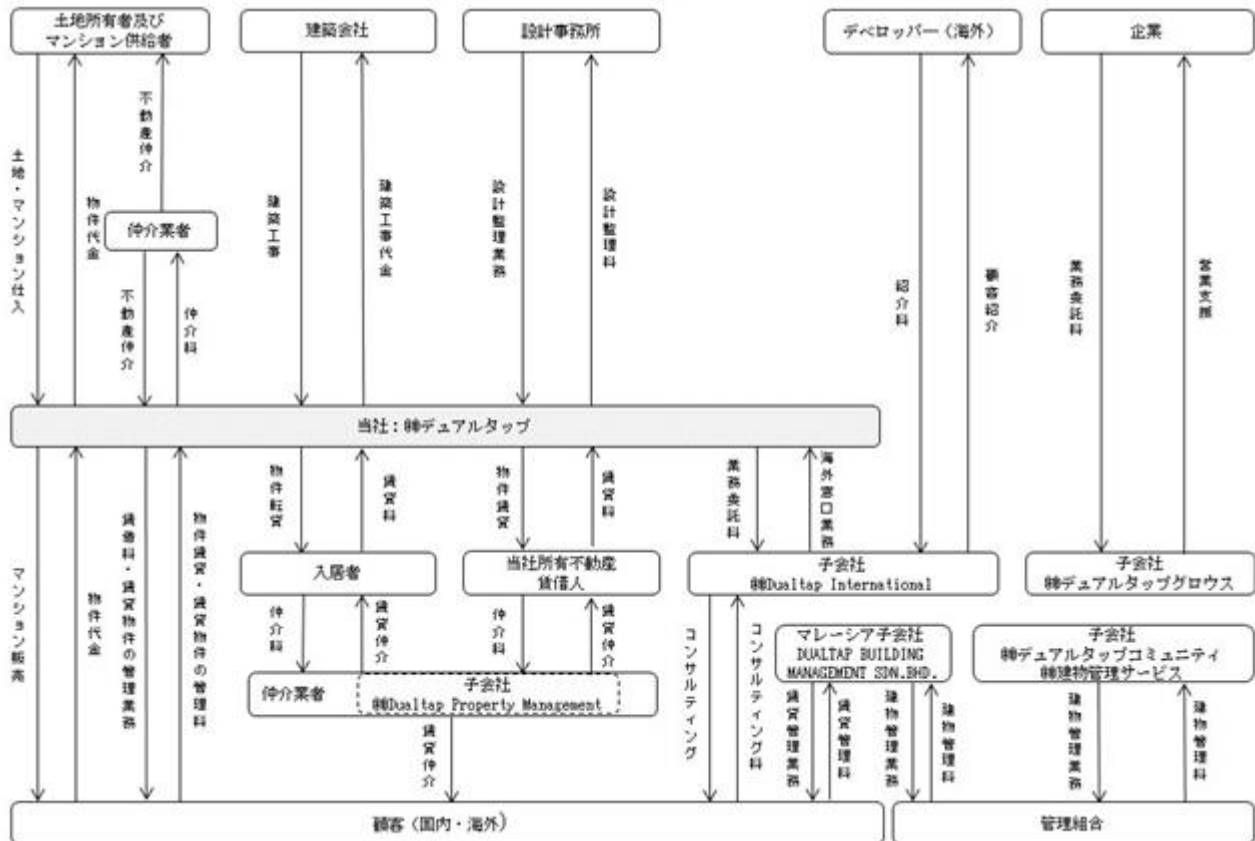 土地所有者及び
マンション供給者
建築会社
設計事務所
デベロッパー（海外）
企業
不動産仲介
土地・マンション仕入
物件代金
仲介業者
建築工事
建築工事代金
設計監理業務
設計監理料
紹介料
顧客紹介
業務委託料
営業支援
不動産仲介
仲介料
当社：㈱デュアルタップ
マンション販売
物件代金
賃借料・賃貸物件の管理業務
物件賃貸・賃貸物件の管理料
物件転貸
賃貸料
物件賃貸
賃貸料
業務委託料
海外窓口業務
入居者
当社所有不動産
賃借人
子会社
㈱Dualtap International
子会社
㈱デュアルタップグロウス
仲介料
賃貸仲介
仲介料
賃貸仲介
コンサルティング
コンサルティング料
マレーシア子会社
DUALTAP BUILDING
MANAGEMENT SDN.BHD.
子会社
㈱デュアルタップコミュニティ
㈱建物管理サービス
仲介業者
子会社
㈱Dualtap Property Management
賃貸仲介
賃貸管理業務
賃貸管理料
建物管理業務
建物管理料
建物管理業務
建物管理料
顧客（国内・海外）
管理組合